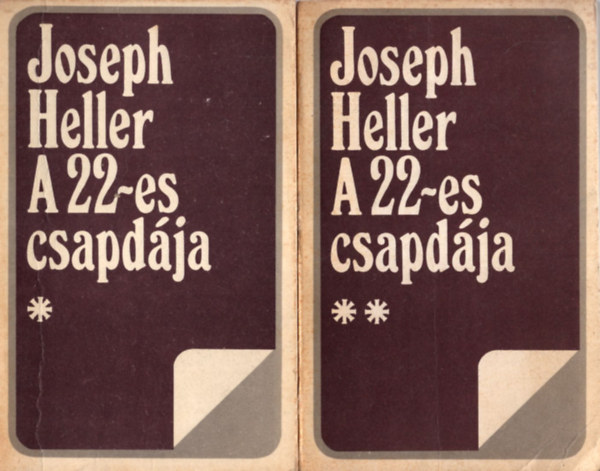 Joseph
Heller
A 22-es
csapdája
*
Joseph
Heller
A 22-es
csapdája
**